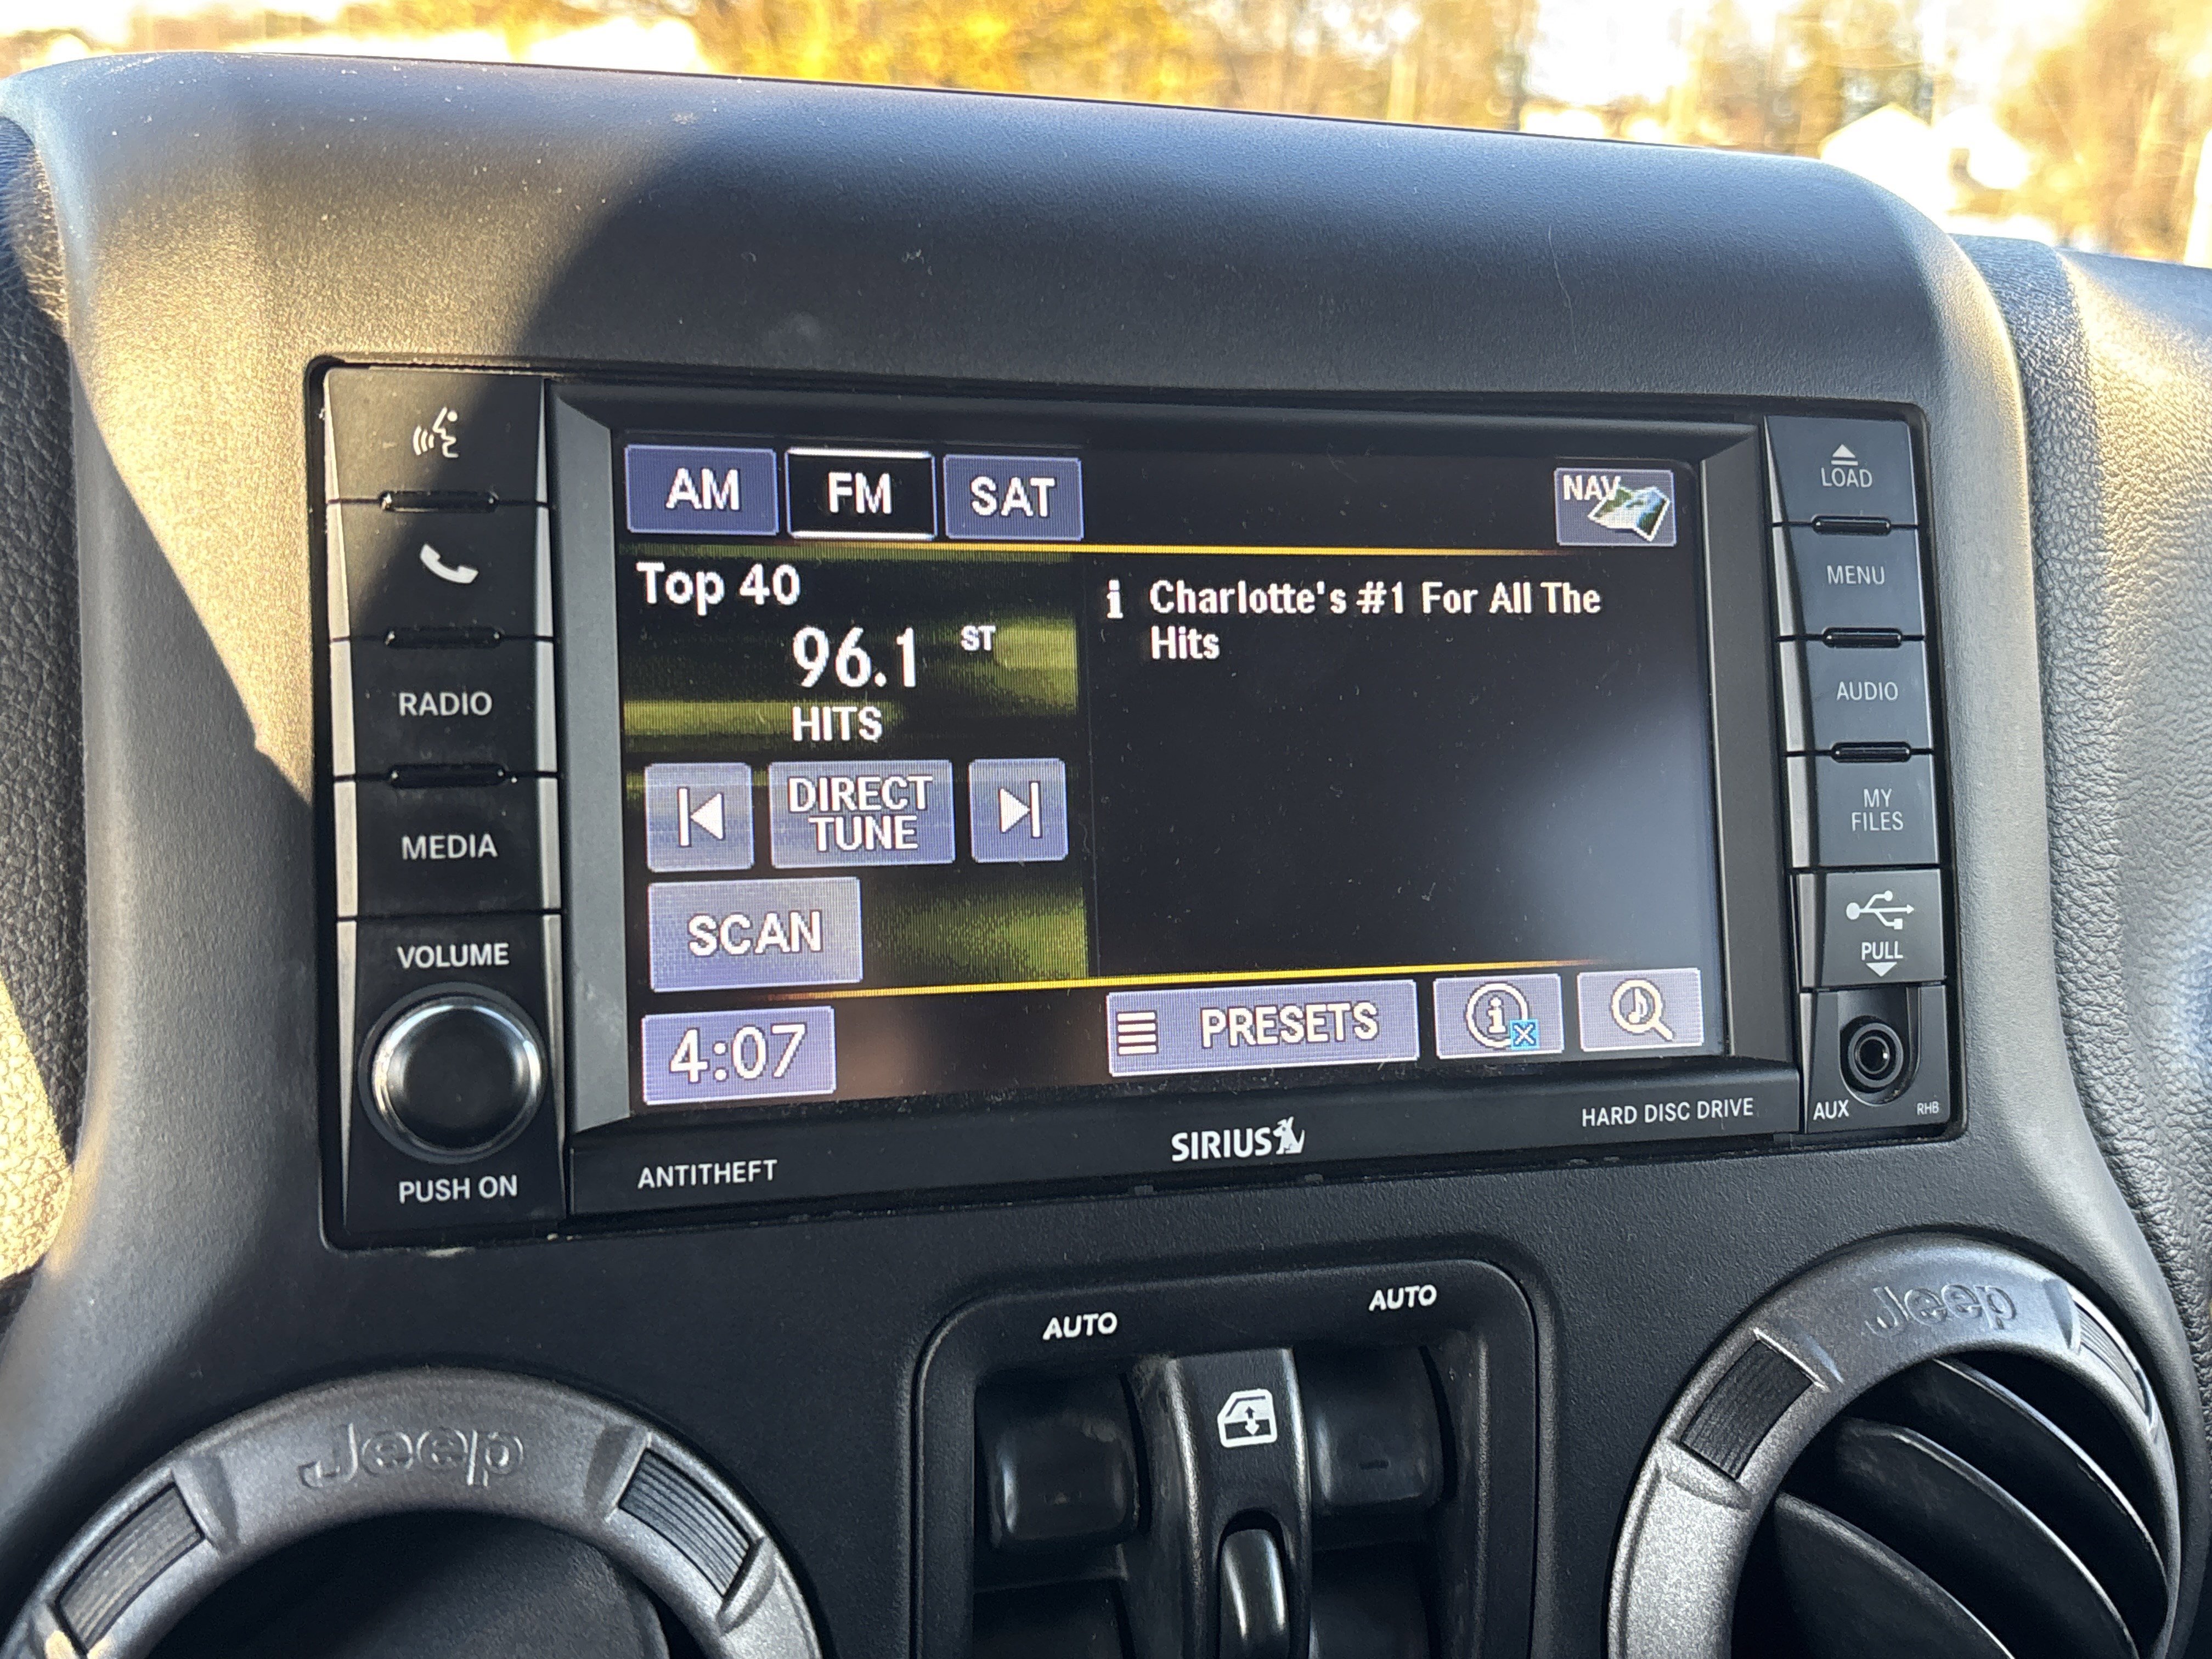 AM
FM
SAT
NAV
LOAD
MENU
AUDIO
MY
FILES
PULL
AUX
RHB
RADIO
MEDIA
VOLUME
PUSH ON
Top 40
96.1
ST
HITS
DIRECT
TUNE
SCAN
4:07
i Charlotte's #1 For All The
Hits
PRESETS
i
ANTITHEFT
SIRIUS
HARD DISC DRIVE
AUTO
AUTO
Jeep
Jeep